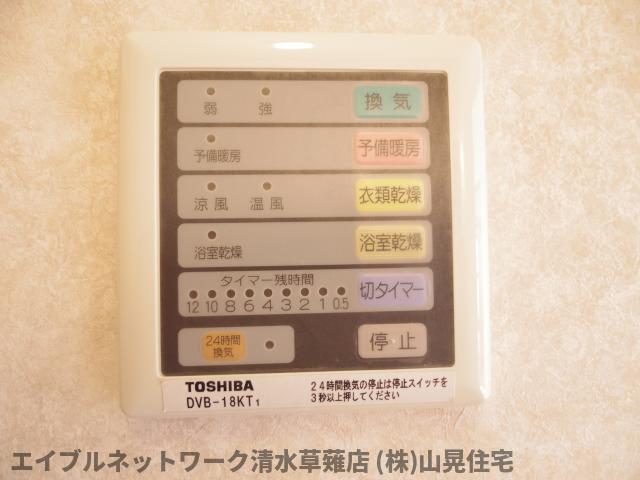 弱 強 換気
予備暖房 予備暖房
涼風 温風 衣類乾燥
浴室乾燥 浴室乾燥
タイマー残時間
12 10 8 6 4 3 2 1 0.5 切タイマー
24時間
換気
停止
TOSHIBA
DVB-18KT1
24時間換気の停止は停止スイッチを
3秒以上押してください
エイブルネットワーク清水草薙店 (株)山晃住宅